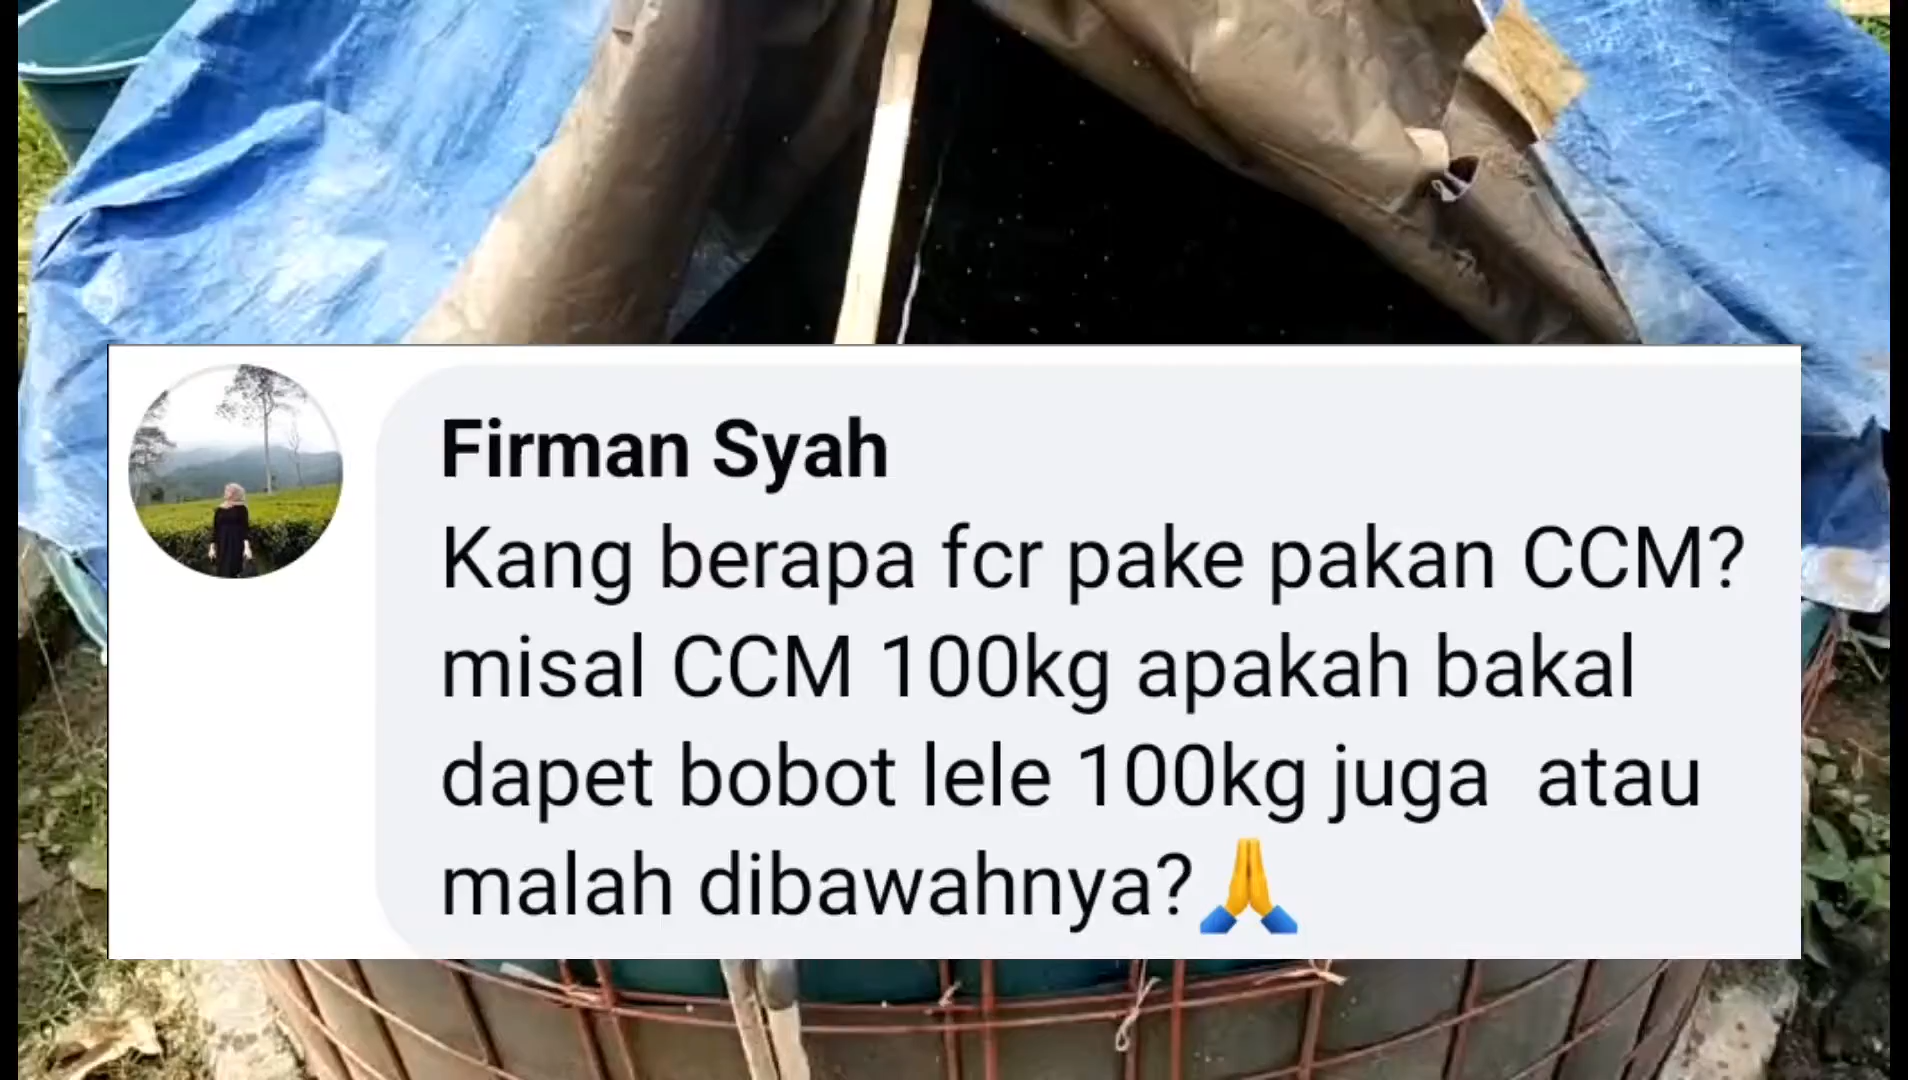 Firman Syah
Kang berapa fcr pake pakan CCM?
misal CCM 100kg apakah bakal
dapet bobot lele 100kg juga  atau
malah dibawahnya?🙏